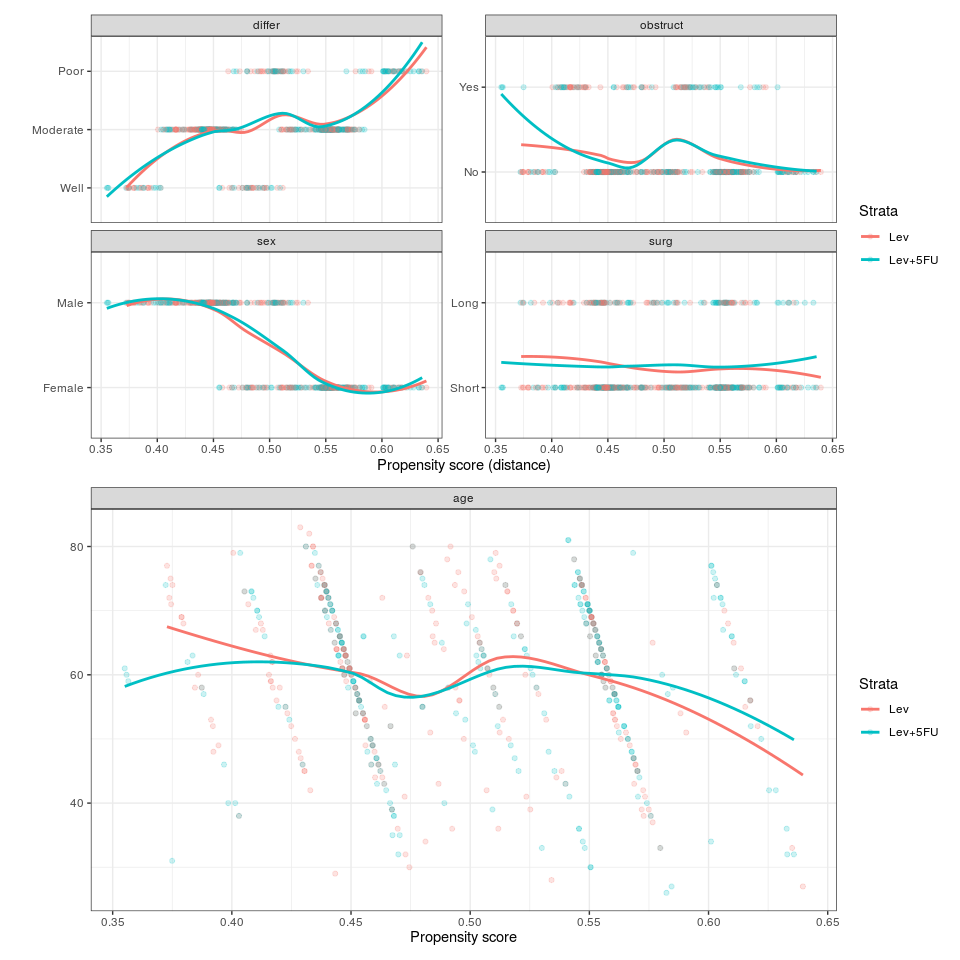 differ
obstruct
Poor
Moderate
Well
Yes
No
sex
surg
Male
Female
Long
Short
0.35 0.40 0.45 0.50 0.55 0.60 0.65
0.35 0.40 0.45 0.50 0.55 0.60 0.65
Propensity score (distance)
Strata
Lev
Lev+5FU
age
80
60
40
0.35 0.40 0.45 0.50 0.55 0.60 0.65
Propensity score
Strata
Lev
Lev+5FU